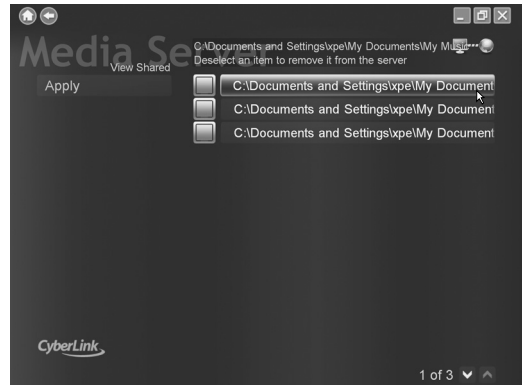 Media Server
View Shared
C:\Documents and Settings\xpe\My Documents\My Music
Deselect an item to remove it from the server
Apply
C:\Documents and Settings\xpe\My Document
C:\Documents and Settings\xpe\My Document
C:\Documents and Settings\xpe\My Document
CyberLink
1 of 3